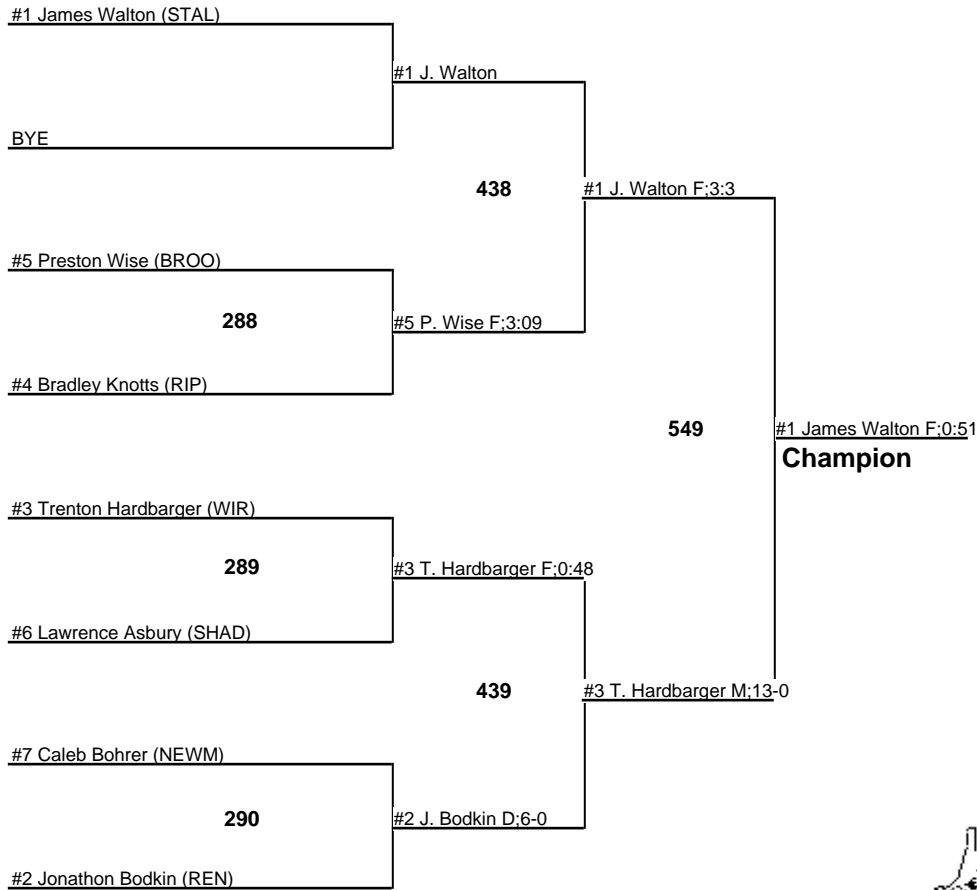 #1 James Walton (STAL)
#1 J. Walton
BYE
438
#1 J. Walton F;3:3
#5 Preston Wise (BROO)
288
#5 P. Wise F;3:09
#4 Bradley Knotts (RIP)
549
#1 James Walton F;0:51
Champion
#3 Trenton Hardbarger (WIR)
289
#3 T. Hardbarger F;0:48
#6 Lawrence Asbury (SHAD)
439
#3 T. Hardbarger M;13-0
#7 Caleb Bohrer (NEWM)
290
#2 J. Bodkin D;6-0
#2 Jonathon Bodkin (REN)